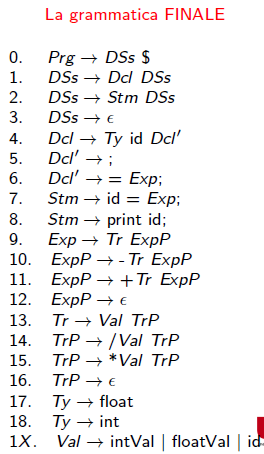 La grammatica FINALE
0. Prg → DSs $
1. DSs → Dcl DSs
2. DSs → Stm DSs
3. DSs → ϵ
4. Dcl → Ty id Dcl′
5. Dcl′ → ;
6. Dcl′ → = Exp;
7. Stm → id = Exp;
8. Stm → print id;
9. Exp → Tr ExpP
10. ExpP → - Tr ExpP
11. ExpP → + Tr ExpP
12. ExpP → ϵ
13. Tr → Val TrP
14. TrP → / Val TrP
15. TrP → * Val TrP
16. TrP → ϵ
17. Ty → float
18. Ty → int
1X. Val → intVal | floatVal | id